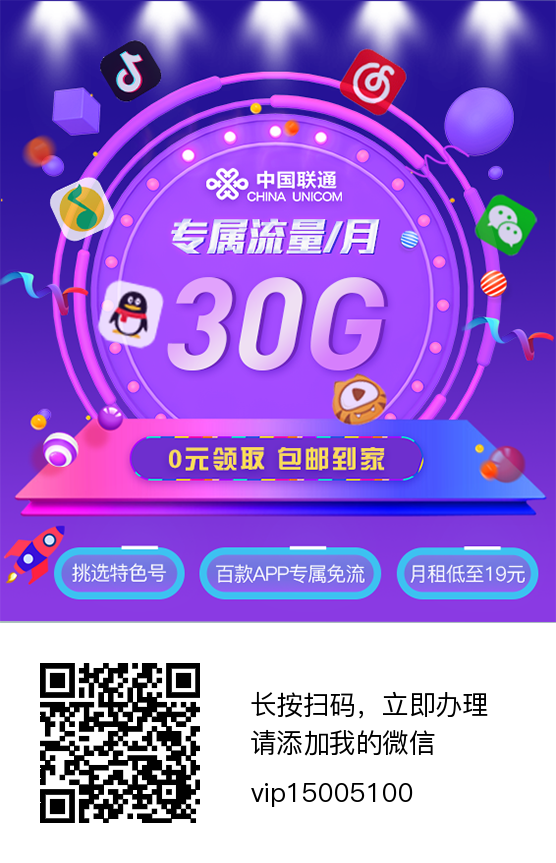 中国联通
CHINA UNICOM
专属流量/月
30G
0元领取 包邮到家
挑选特色号
百款APP专属免流
月租低至19元
长按扫码，立即办理
请添加我的微信
vip15005100